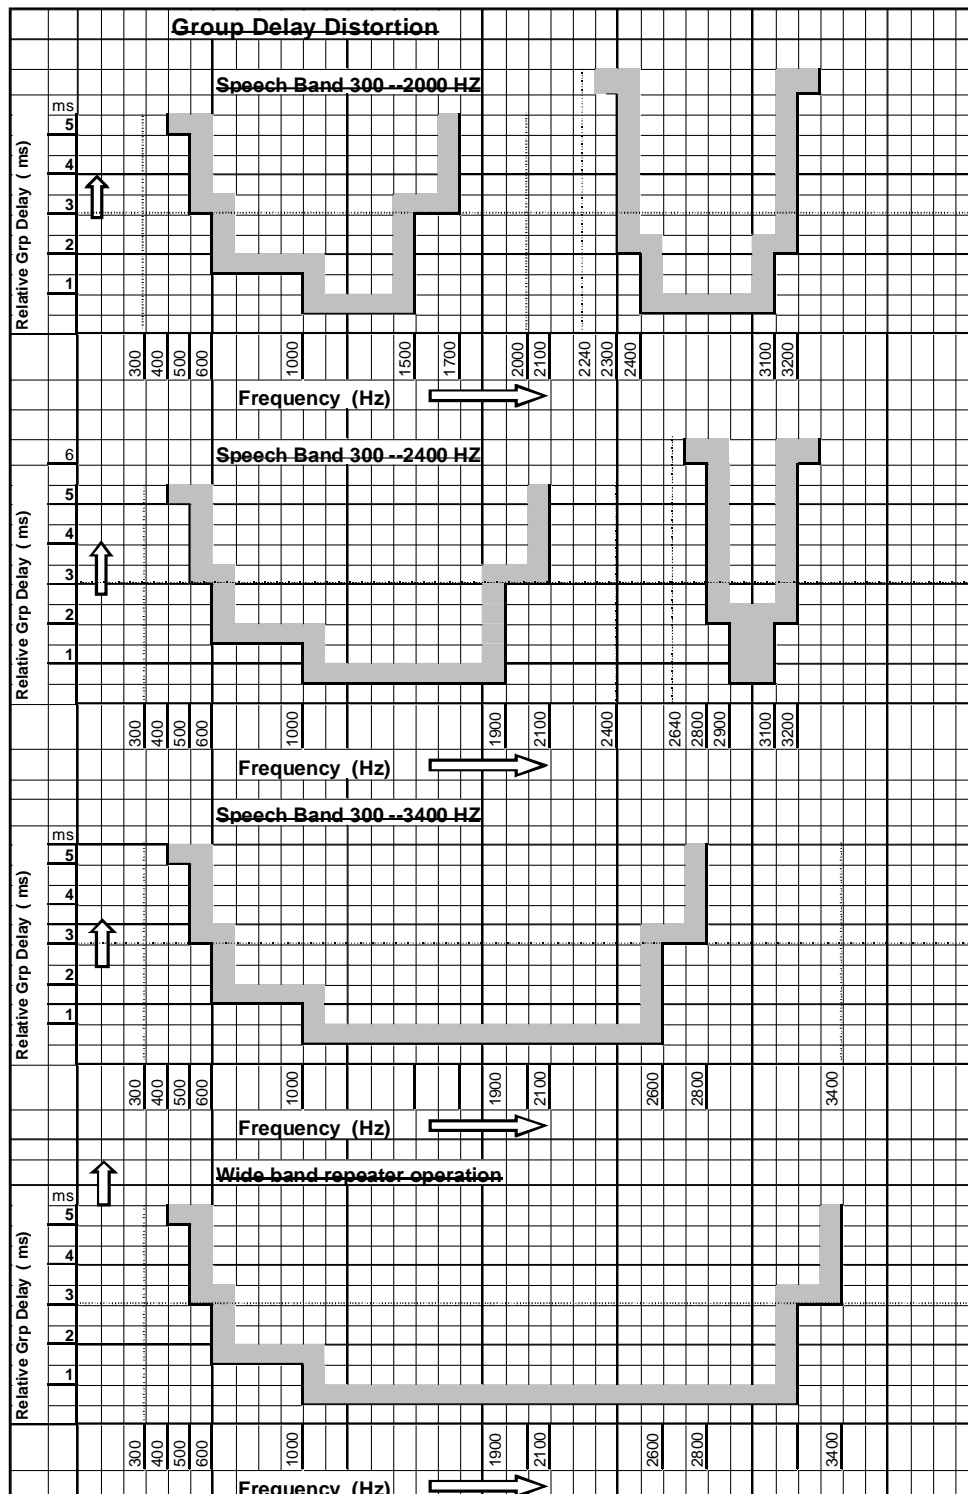 Group Delay Distortion
Speech Band 300 --2000 HZ
ms
5
4
3
2
1
Relative Grp Delay ( ms)
300 400 500 600 1000 1500 1700 2000 2100 2240 2300 2400 3100 3200
Frequency (Hz)
Speech Band 300 --2400 HZ
6
5
4
3
2
1
Relative Grp Delay ( ms)
300 400 500 600 1000 1900 2100 2400 2640 2800 2900 3100 3200
Frequency (Hz)
Speech Band 300 --3400 HZ
ms
5
4
3
2
1
Relative Grp Delay ( ms)
300 400 500 600 1000 1900 2100 2600 2800 3400
Frequency (Hz)
Wide band repeater operation
ms
5
4
3
2
1
Relative Grp Delay ( ms)
300 400 500 600 1000 1900 2100 2600 2800 3400
Frequency (Hz)